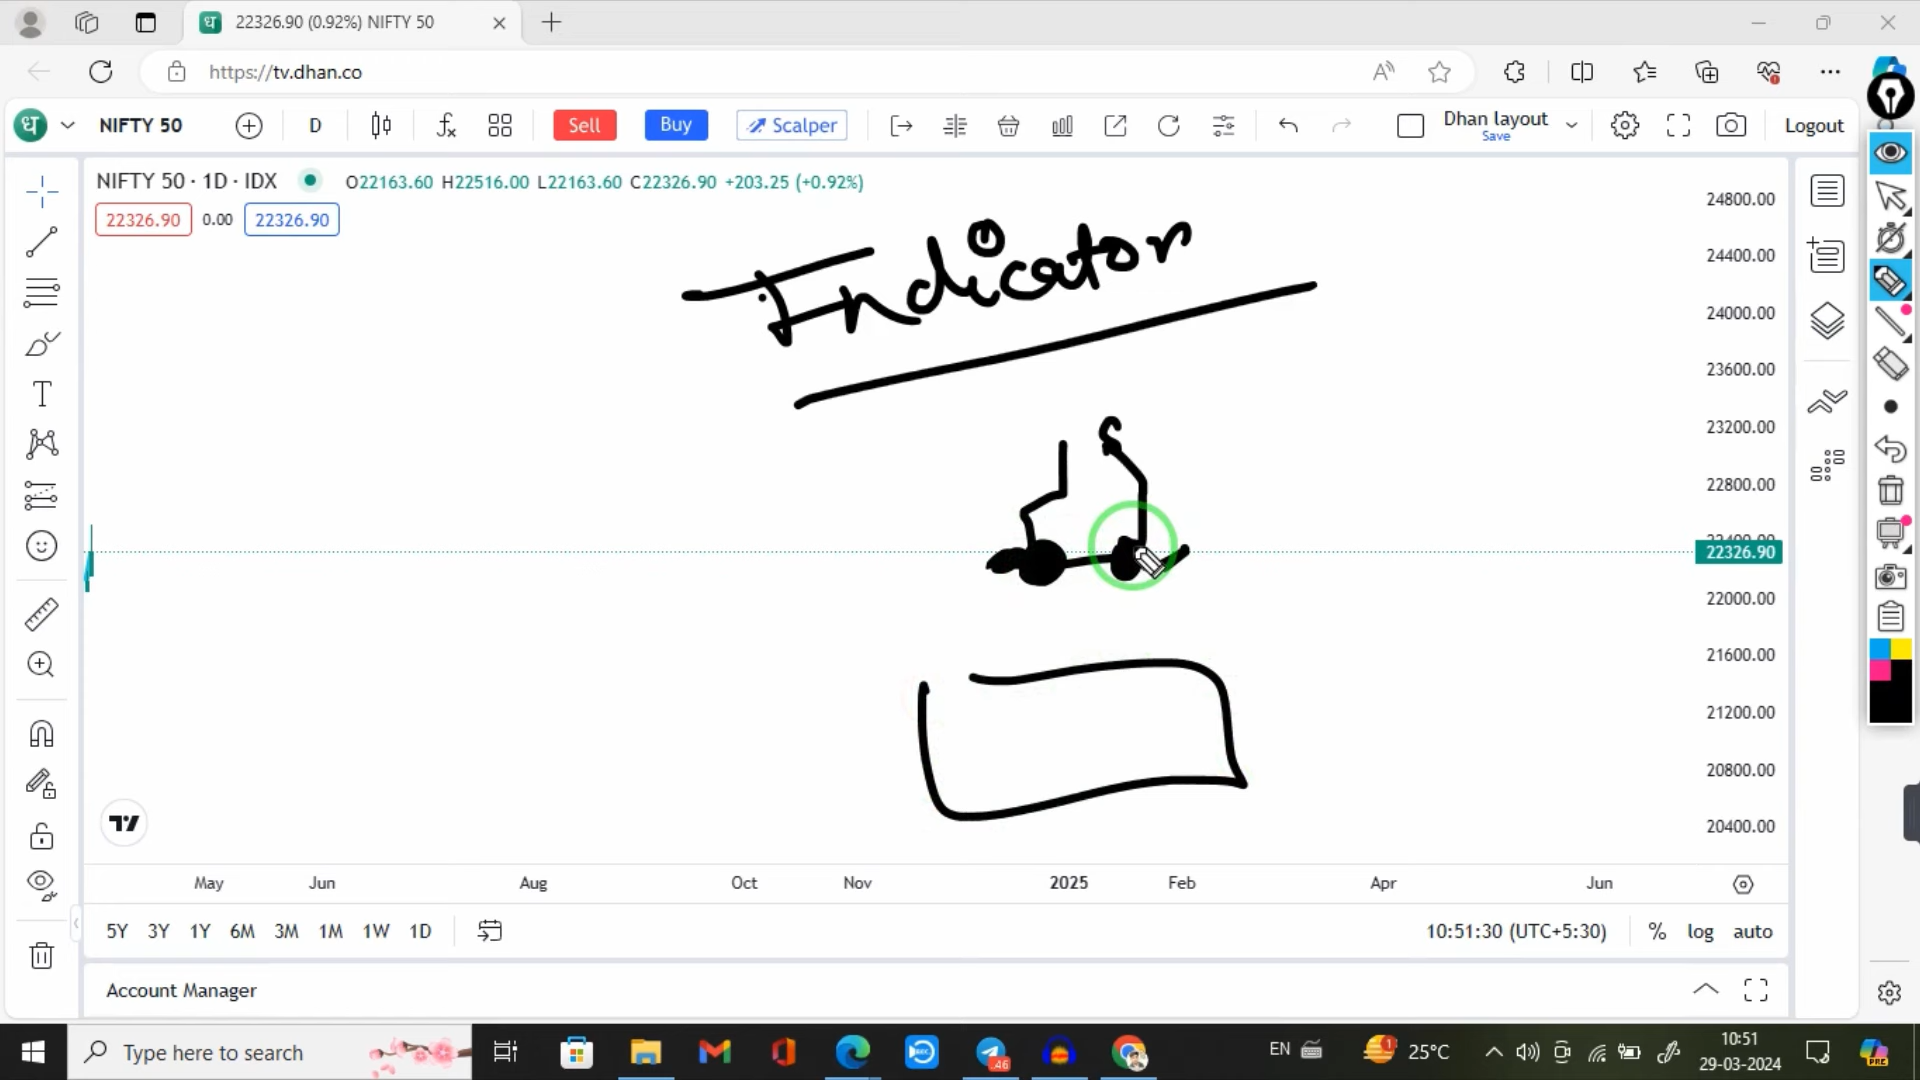 22326.90 (0.92%) NIFTY 50
https://tv.dhan.co
ध NIFTY 50 D Sell Buy Scalper Dhan layout Save Logout
NIFTY 50 · 1D · IDX O22163.60 H22516.00 L22163.60 C22326.90 +203.25 (+0.92%)
22326.90 0.00 22326.90
Indicator
24800.00
24400.00
24000.00
23600.00
23200.00
22800.00
22400.00
22326.90
22000.00
21600.00
21200.00
20800.00
20400.00
May Jun Aug Oct Nov 2025 Feb Apr Jun
5Y 3Y 1Y 6M 3M 1M 1W 1D 10:51:30 (UTC+5:30) % log auto
Account Manager
Type here to search EN 25°C 10:51
29-03-2024